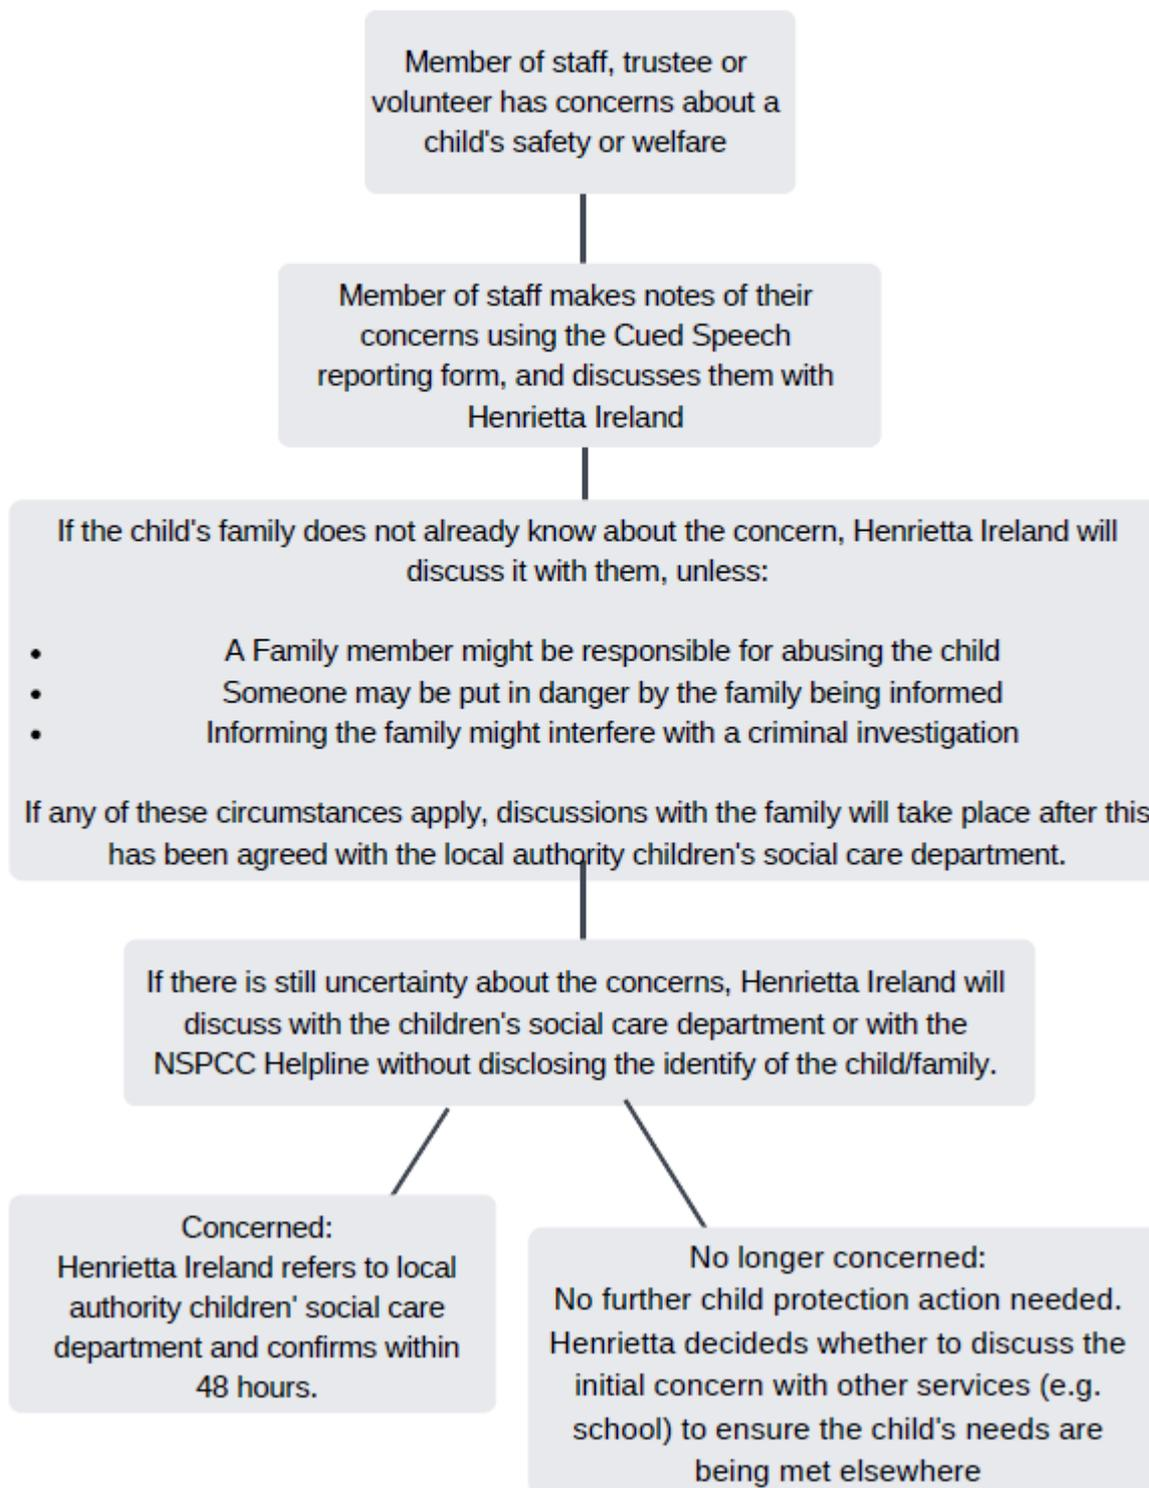 Member of staff, trustee or
volunteer has concerns about a
child's safety or welfare
Member of staff makes notes of their
concerns using the Cued Speech
reporting form, and discusses them with
Henrietta Ireland
If the child's family does not already know about the concern, Henrietta Ireland will
discuss it with them, unless:
• A Family member might be responsible for abusing the child
• Someone may be put in danger by the family being informed
• Informing the family might interfere with a criminal investigation
If any of these circumstances apply, discussions with the family will take place after this
has been agreed with the local authority children's social care department.
If there is still uncertainty about the concerns, Henrietta Ireland will
discuss with the children's social care department or with the
NSPCC Helpline without disclosing the identify of the child/family.
Concerned:
Henrietta Ireland refers to local
authority children' social care
department and confirms within
48 hours.
No longer concerned:
No further child protection action needed.
Henrietta decideds whether to discuss the
initial concern with other services (e.g.
school) to ensure the child's needs are
being met elsewhere